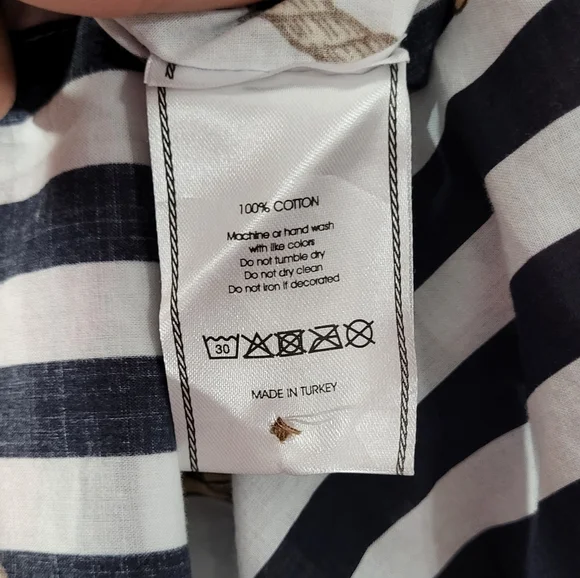 100% COTTON
Machine or hand wash
with like colors
Do not tumble dry
Do not dry clean
Do not iron if decorated
30
MADE IN TURKEY